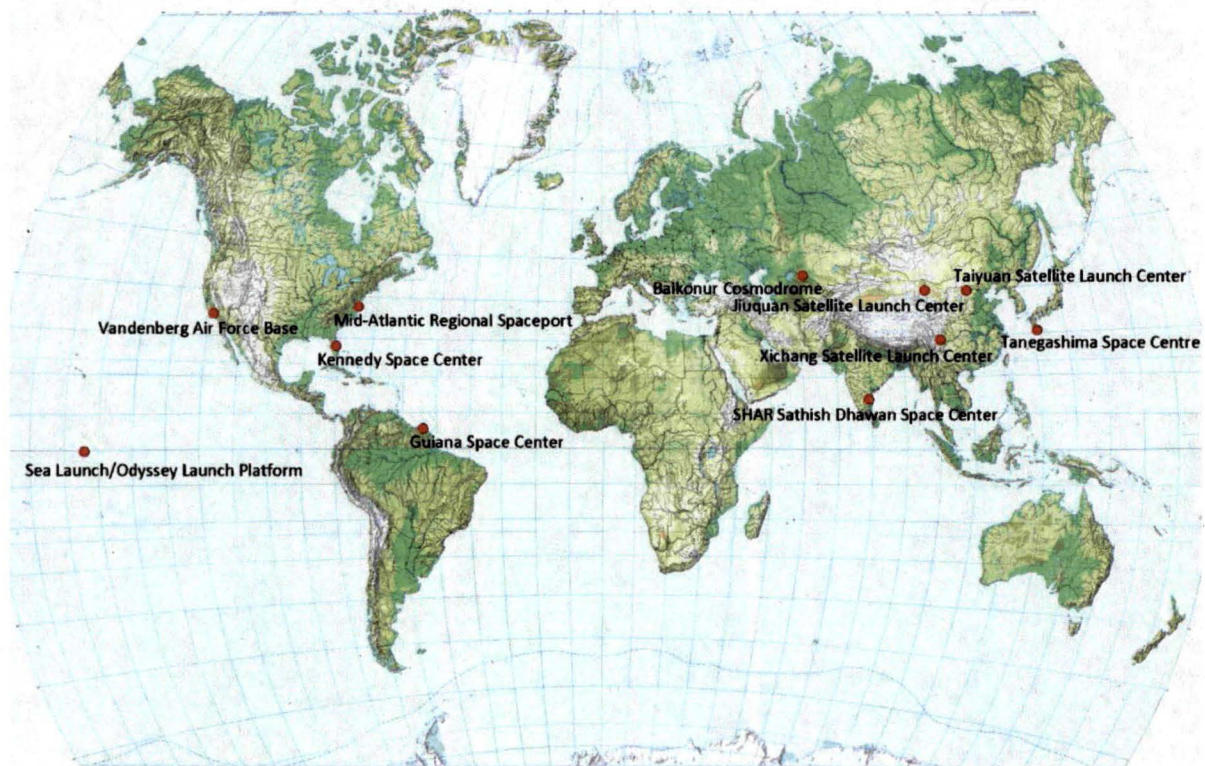 Taiyuan Satellite Launch Center
Baikonur Cosmodrome
Jiuquan Satellite Launch Center
Vandenberg Air Force Base
Mid-Atlantic Regional Spaceport
Tanegashima Space Centre
Kennedy Space Center
Xichang Satellite Launch Center
SHAR Sathish Dhawan Space Center
Guiana Space Center
Sea Launch/Odyssey Launch Platform